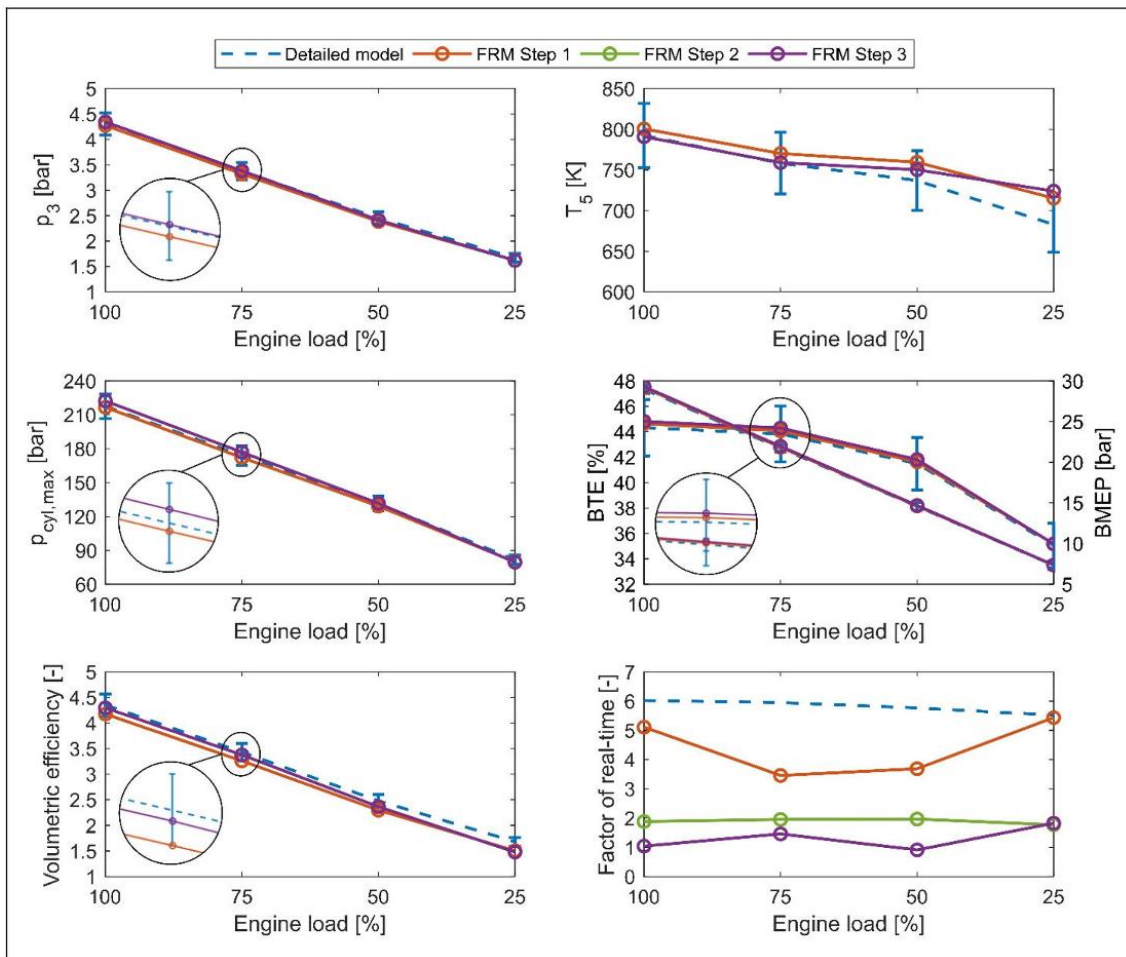 Detailed model FRM Step 1 FRM Step 2 FRM Step 3
5
4.5
4
3.5
3
2.5
2
1.5
1
p3 [bar]
100 75 50 25
Engine load [%]
850
800
750
700
650
600
T5 [K]
100 75 50 25
Engine load [%]
240
210
180
150
120
90
60
pcyl,max [bar]
100 75 50 25
Engine load [%]
48
46
44
42
40
38
36
34
32
BTE [%]
30
25
20
15
10
5
BMEP [bar]
100 75 50 25
Engine load [%]
5
4.5
4
3.5
3
2.5
2
1.5
1
Volumetric efficiency [-]
100 75 50 25
Engine load [%]
7
6
5
4
3
2
1
0
Factor of real-time [-]
100 75 50 25
Engine load [%]